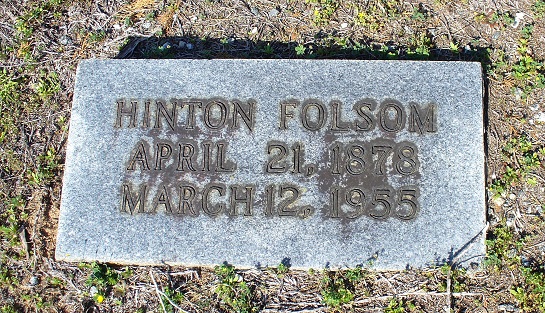 HINTON FOLSOM
APRIL 21, 1878
MARCH 12, 1955